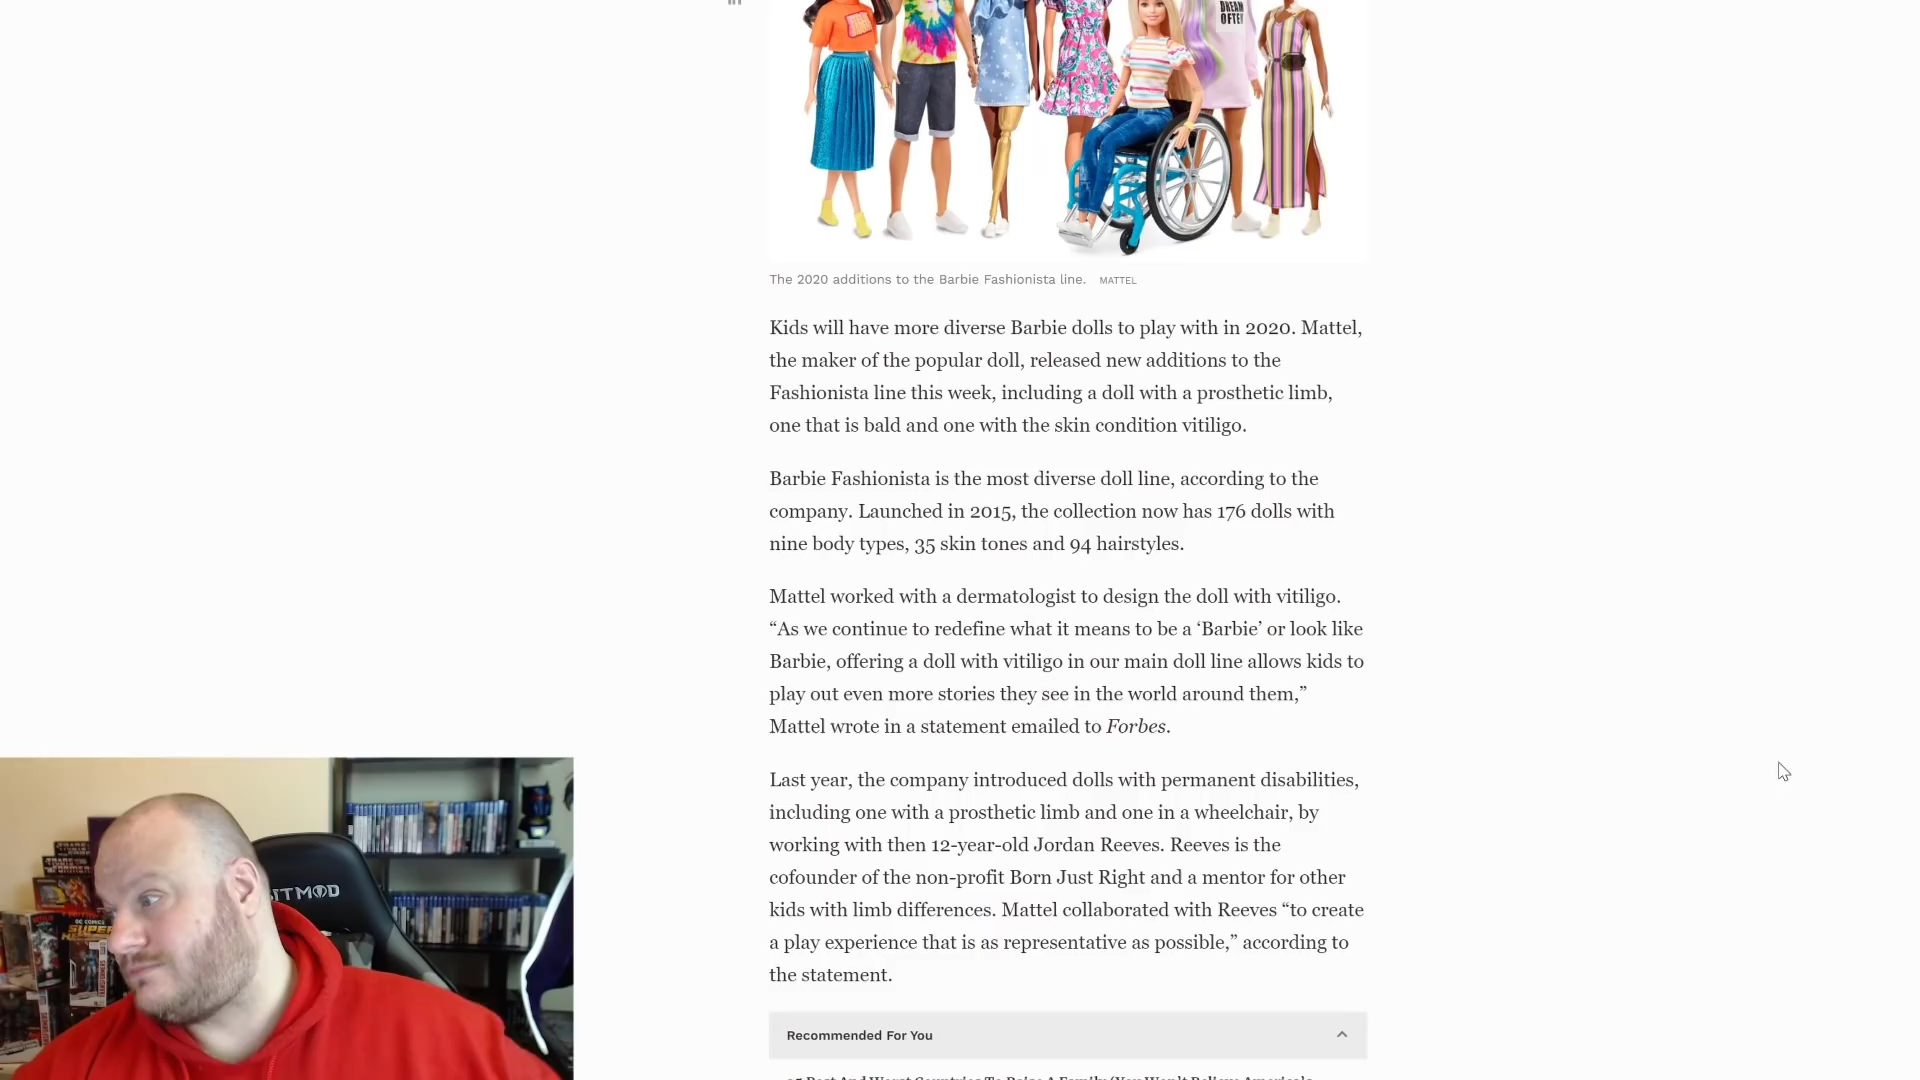 DREAM
OFTEN
The 2020 additions to the Barbie Fashionista line. MATTEL
Kids will have more diverse Barbie dolls to play with in 2020. Mattel,
the maker of the popular doll, released new additions to the
Fashionista line this week, including a doll with a prosthetic limb,
one that is bald and one with the skin condition vitiligo.
Barbie Fashionista is the most diverse doll line, according to the
company. Launched in 2015, the collection now has 176 dolls with
nine body types, 35 skin tones and 94 hairstyles.
Mattel worked with a dermatologist to design the doll with vitiligo.
“As we continue to redefine what it means to be a ‘Barbie’ or look like
Barbie, offering a doll with vitiligo in our main doll line allows kids to
play out even more stories they see in the world around them,”
Mattel wrote in a statement emailed to Forbes.
Last year, the company introduced dolls with permanent disabilities,
including one with a prosthetic limb and one in a wheelchair, by
working with then 12-year-old Jordan Reeves. Reeves is the
cofounder of the non-profit Born Just Right and a mentor for other
kids with limb differences. Mattel collaborated with Reeves “to create
a play experience that is as representative as possible,” according to
the statement.
Recommended For You
DC COMICS
SUPER